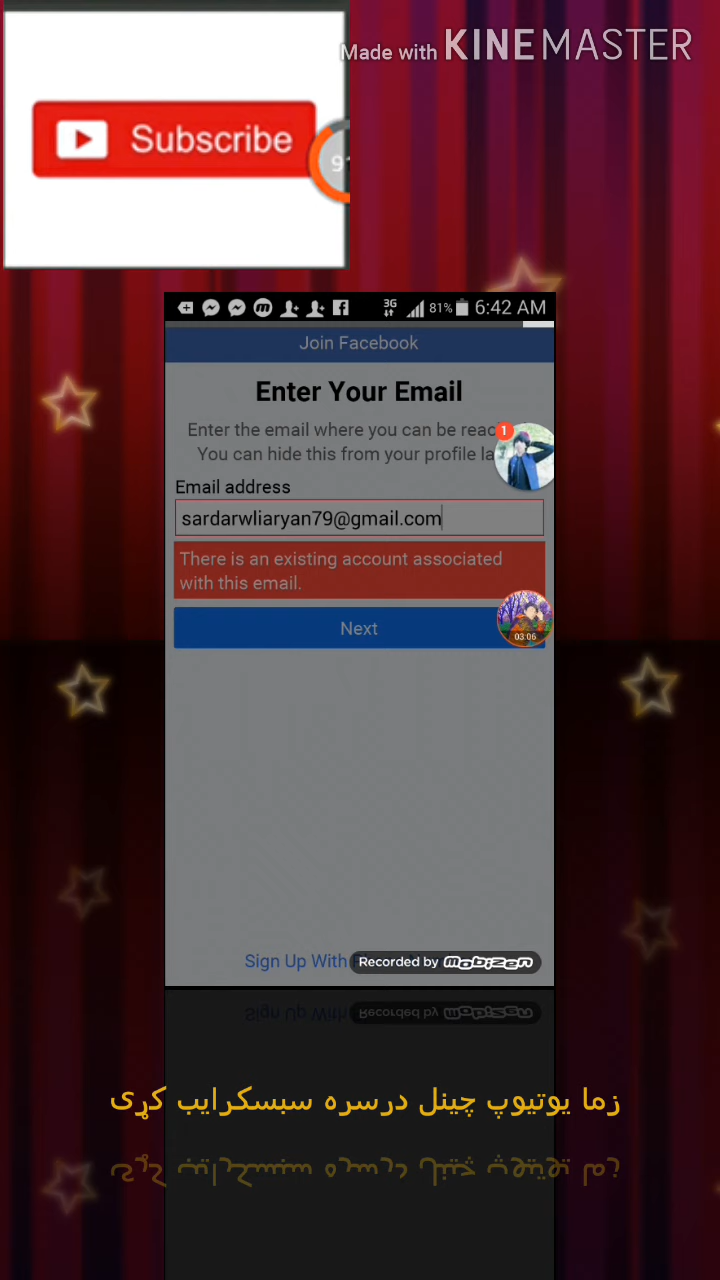 Made with KINEMASTER
Subscribe
91
3G 81% 6:42 AM
Join Facebook
Enter Your Email
Enter the email where you can be
You can hide this from your profile
Email address
sardarwliaryan79@gmail.com
1
There is an existing account associated
with this email.
Next
03:06
Sign Up With
Recorded by Mobizen
زما یوتیوپ چینل درسره سبسکرایب کړی